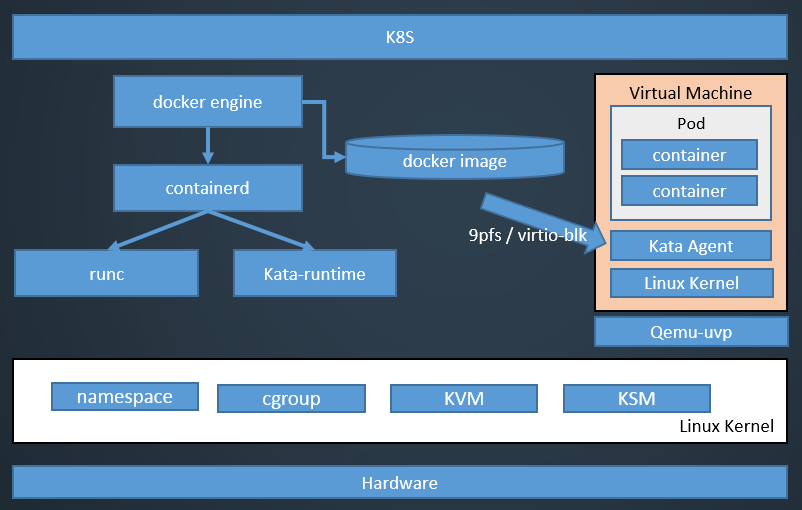 K8S
docker engine
docker image
containerd
runc
Kata-runtime
9pfs / virtio-blk
Virtual Machine
Pod
container
container
Kata Agent
Linux Kernel
Qemu-uvp
namespace
cgroup
KVM
KSM
Linux Kernel
Hardware